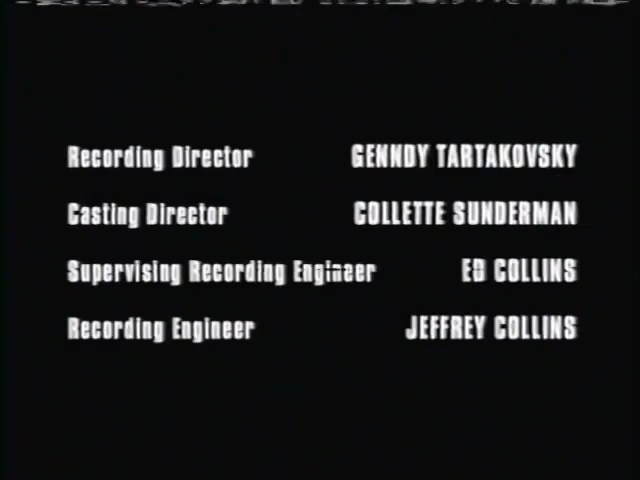 Recording Director GENNDY TARTAKOVSKY
Casting Director COLLETTE SUNDERMAN
Supervising Recording Engineer ED COLLINS
Recording Engineer JEFFREY COLLINS